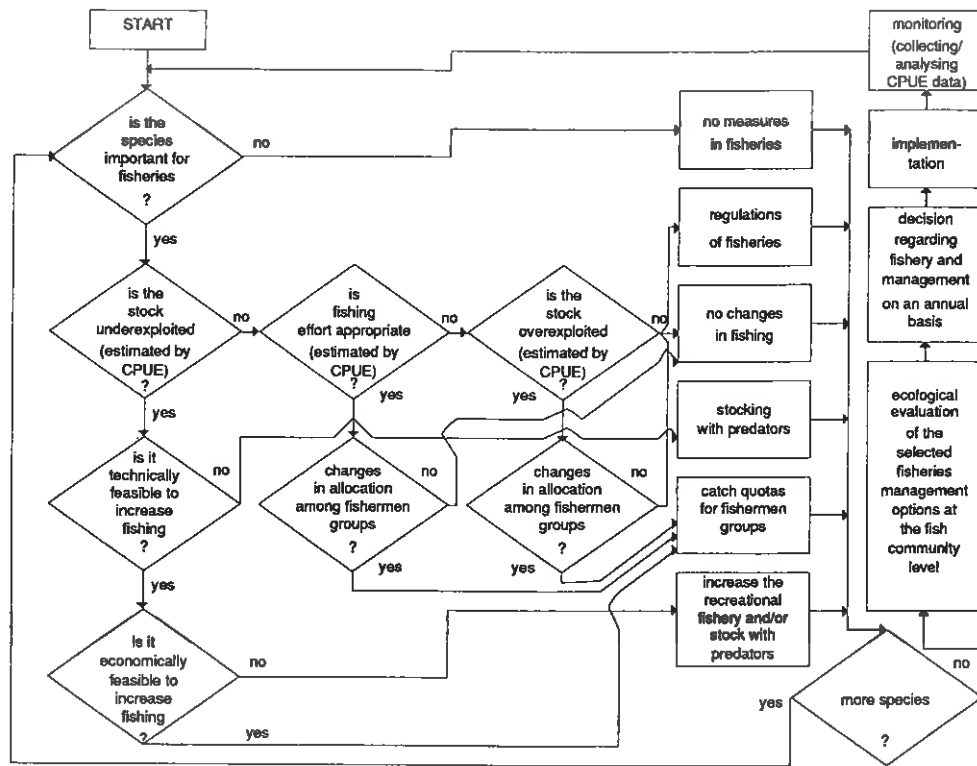 START
monitoring
(collecting/
analysing
CPUE data)
is the
species
important for
fisheries
?
no
yes
no measures
in fisheries
implemen-
tation
regulations
of fisheries
decision
regarding
fishery and
management
on an annual
basis
is the
stock
underexploited
(estimated by
CPUE)
?
no
yes
is
fishing
effort appropriate
(estimated by
CPUE)
?
no
yes
is the
stock
overexploited
(estimated by
CPUE)
?
no
yes
no changes
in fishing
stocking
with predators
ecological
evaluation
of the
selected
fisheries
management
options at
the fish
community
level
is it
technically
feasible to
increase
fishing
?
no
yes
changes
in allocation
among fishermen
groups
?
no
yes
changes
in allocation
among fishermen
groups
?
no
yes
catch quotas
for fishermen
groups
increase the
recreational
fishery and/or
stock with
predators
Is it
economically
feasible to
increase
fishing
?
no
yes
more species
?
yes
no